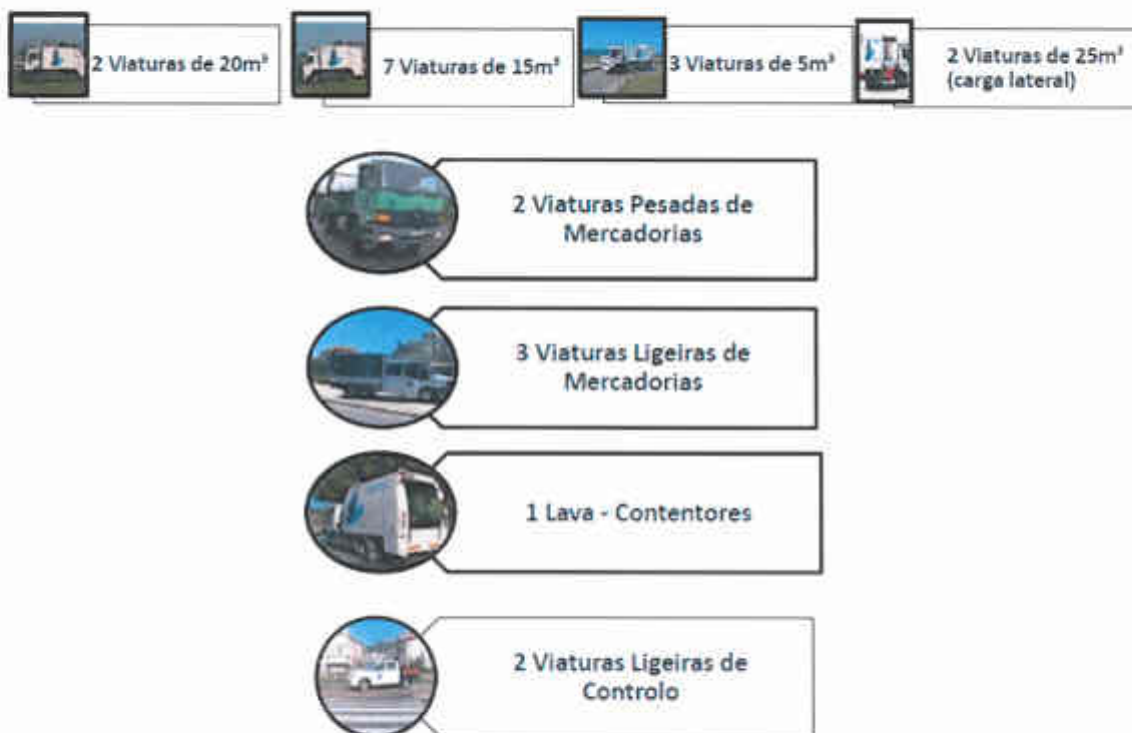 2 Viaturas de 20m³
7 Viaturas de 15m³
3 Viaturas de 5m³
2 Viaturas de 25m³
(carga lateral)
2 Viaturas Pesadas de
Mercadorias
3 Viaturas Ligeiras de
Mercadorias
1 Lava - Contentores
2 Viaturas Ligeiras de
Controlo